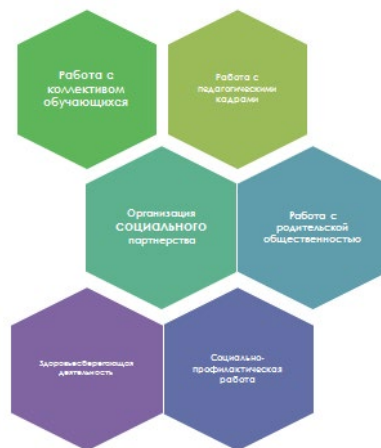 Работа с
коллективом
обучающихся
Работа с
педагогическими
кадрами
Организация
социального
партнерства
Работа с
родительской
общественностью
Здоровьесберегающая
деятельность
Социально-
профилактическая
работа